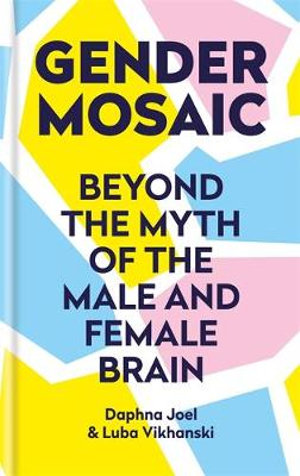 GENDER
MOSAIC
BEYOND
THE MYTH
OF THE
MALE AND
FEMALE
BRAIN
Daphna Joel
& Luba Vikhanski